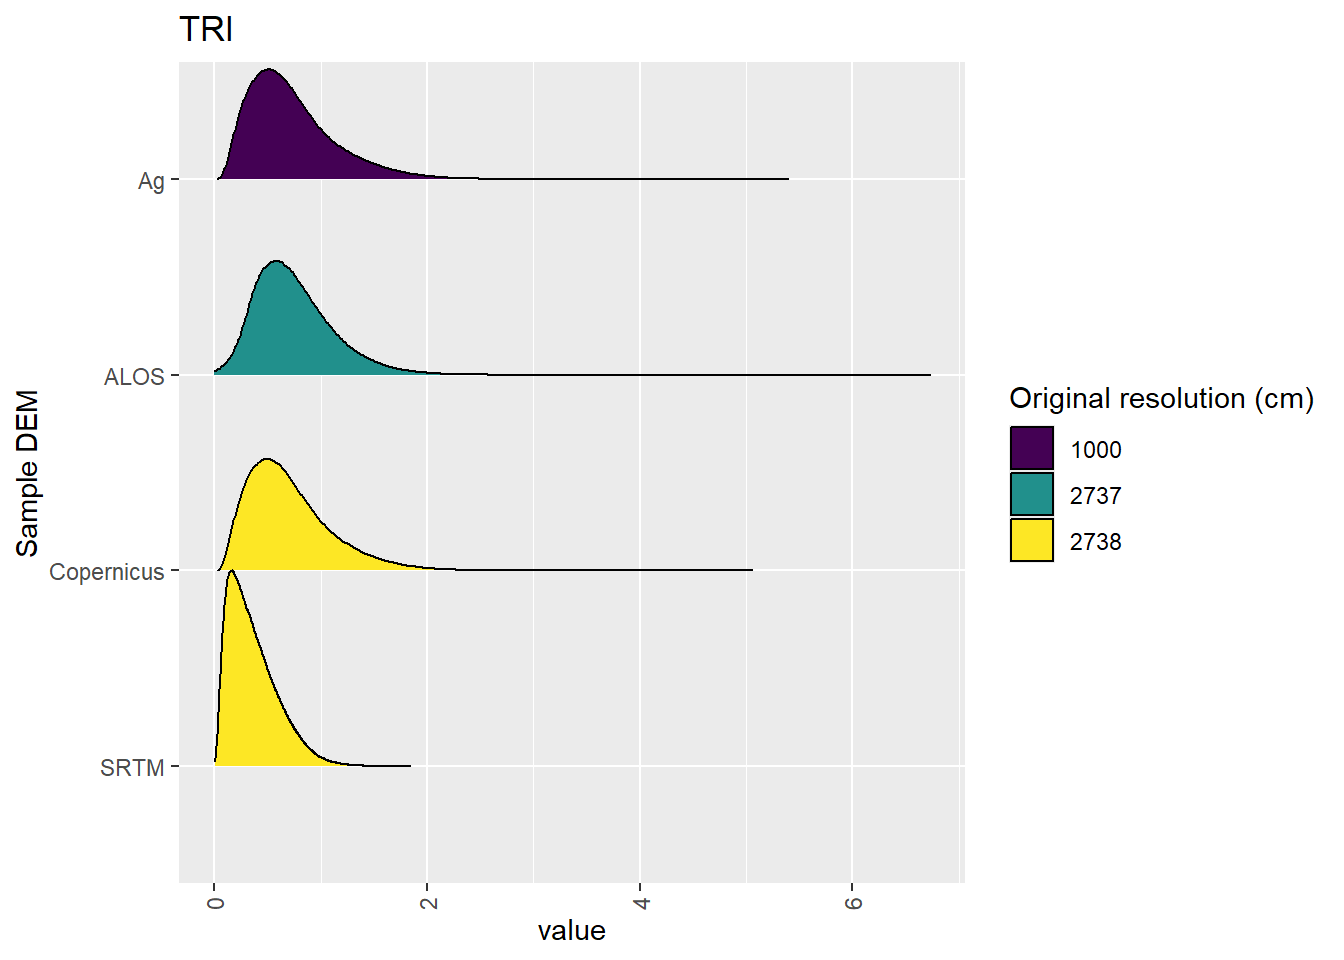 TRI
Ag
ALOS
Copernicus
SRTM
Sample DEM
0
2
4
6
value
Original resolution (cm)
1000
2737
2738